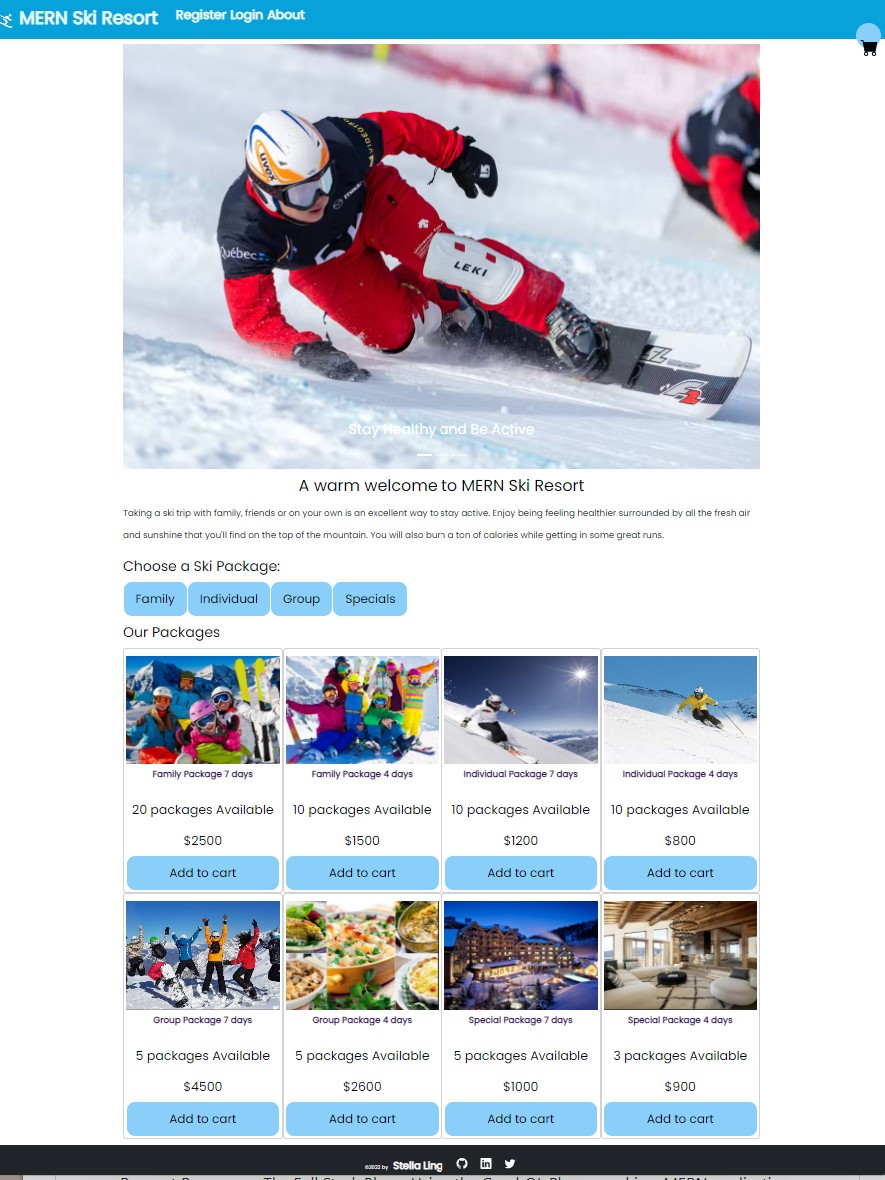 MERN Ski Resort Register Login About
VIDEOTRON
uvex
Québec
LEKI
Stay Healthy and Be Active
A warm welcome to MERN Ski Resort
Taking a ski trip with family, friends or on your own is an excellent way to stay active. Enjoy being feeling healthier surrounded by all the fresh air
and sunshine that you'll find on the top of the mountain. You will also burn a ton of calories while getting in some great runs.
Choose a Ski Package:
Family Individual Group Specials
Our Packages
Family Package 7 days Family Package 4 days Individual Package 7 days Individual Package 4 days
20 packages Available 10 packages Available 10 packages Available 10 packages Available
$2500 $1500 $1200 $800
Add to cart Add to cart Add to cart Add to cart
Group Package 7 days Group Package 4 days Special Package 7 days Special Package 4 days
5 packages Available 5 packages Available 5 packages Available 3 packages Available
$4500 $2600 $1000 $900
Add to cart Add to cart Add to cart Add to cart
©2023 by Stella Ling